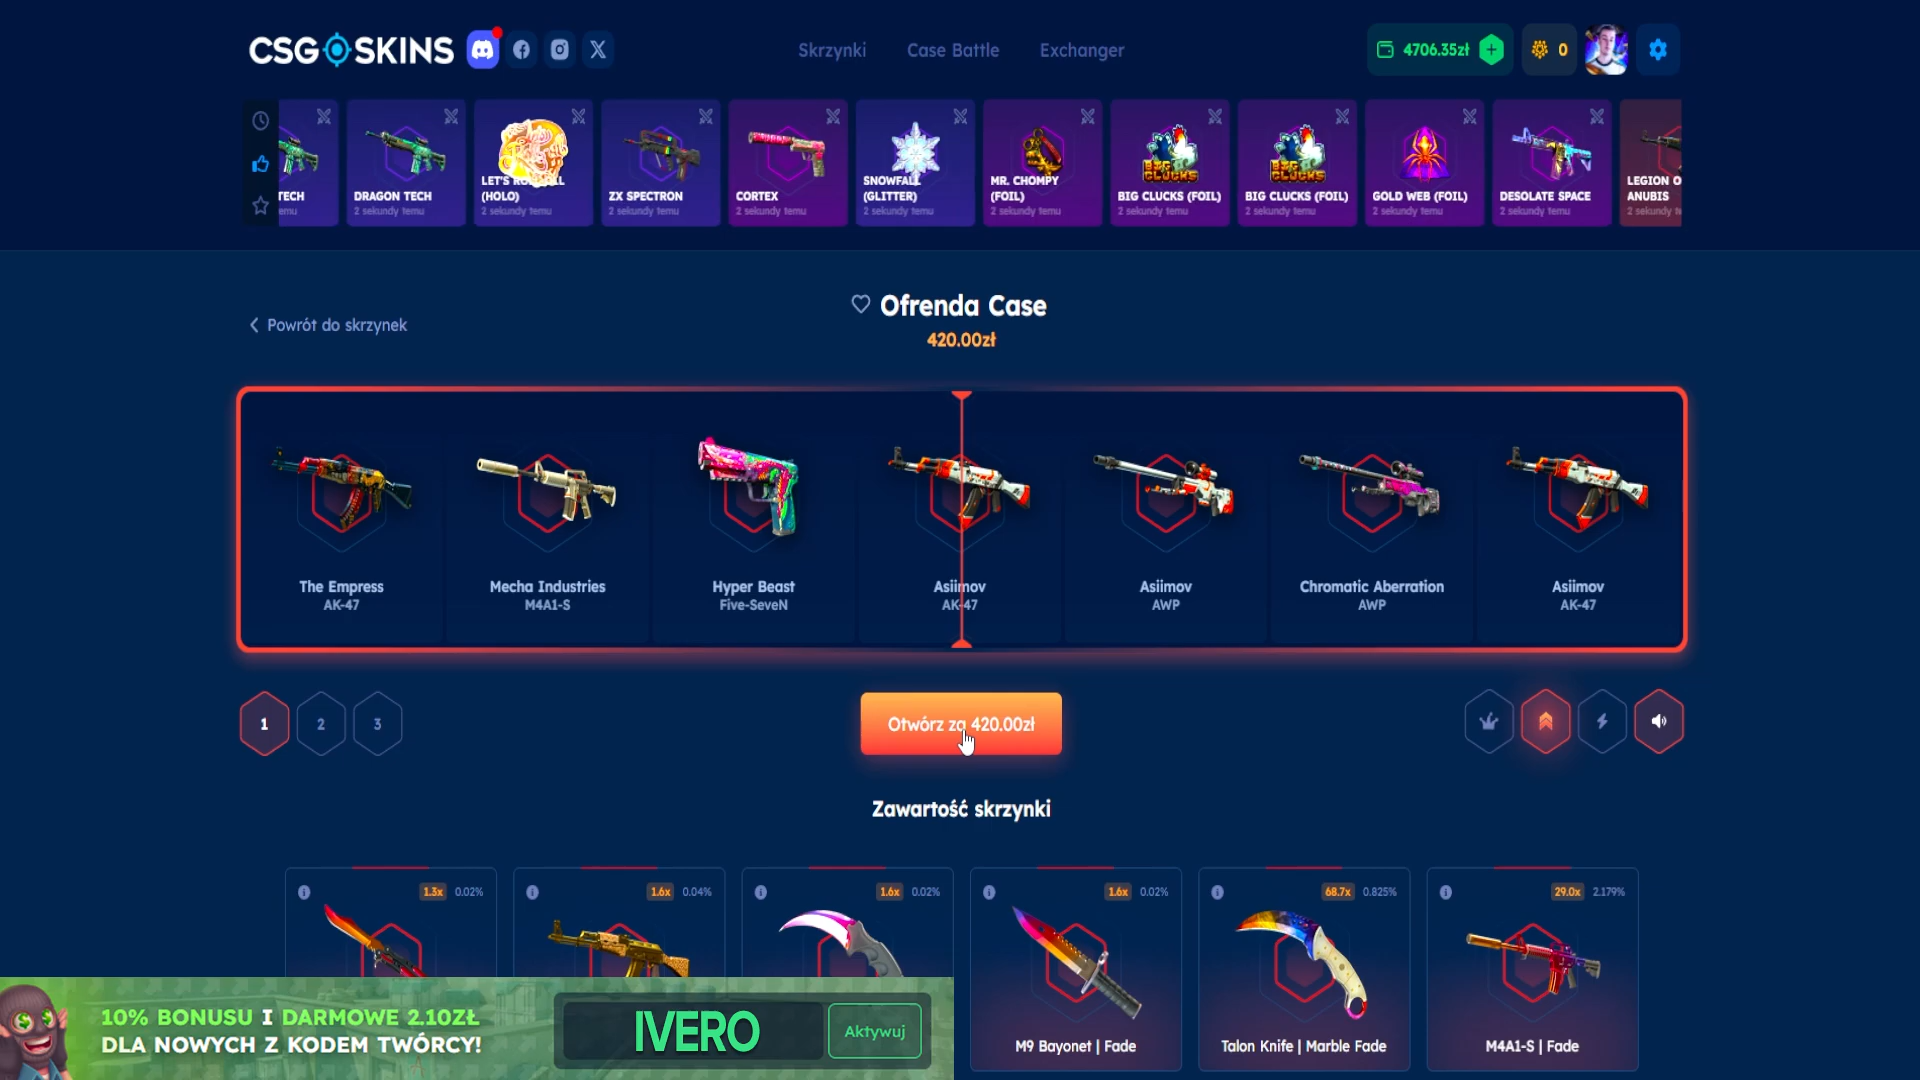 CSG SKINS
Skrzynki
Case Battle
Exchanger
4706.35zł
0
TECH
DRAGON TECH
2 sekundy temu
(HOLO)
2 sekundy temu
ZX SPECTRON
2 sekundy temu
CORTEX
2 sekundy temu
SNOWFALL
(GLITTER)
2 sekundy temu
MR. CHOMPY
(FOIL)
2 sekundy temu
BIG CLUCKS (FOIL)
2 sekundy temu
BIG CLUCKS (FOIL)
2 sekundy temu
GOLD WEB (FOIL)
2 sekundy temu
DESOLATE SPACE
2 sekundy temu
LEGION O
ANUBIS
2 sekundy
Powrót do skrzynek
Ofrenda Case
420.00zł
The Empress
AK-47
Mecha Industries
M4A1-S
Hyper Beast
Five-SeveN
Asiimov
AK-47
Asiimov
AWP
Chromatic Aberration
AWP
Asiimov
AK-47
1
2
3
Otwórz za 420.00zł
Zawartość skrzynki
1.3x 0.02%
1.6x 0.04%
1.6x 0.02%
1.6x 0.02%
68.7x 0.825%
29.0x 2.179%
M9 Bayonet | Fade
Talon Knife | Marble Fade
M4A1-S | Fade
10% BONUSU I DARMOWE 2.10ZŁ
DLA NOWYCH Z KODEM TWÓRCY!
IVERO
Aktywuj